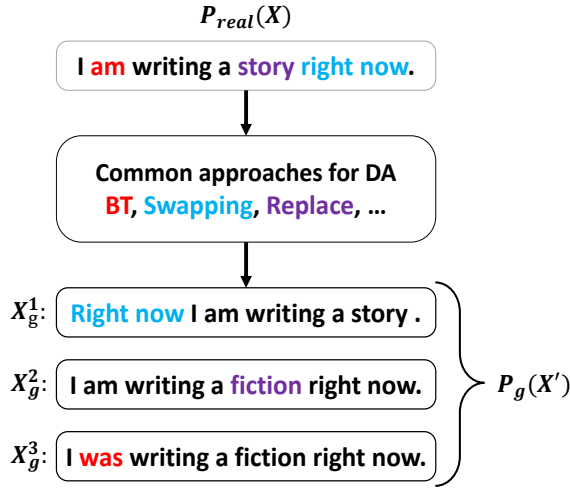 P_real(X)
I am writing a story right now.
Common approaches for DA
BT, Swapping, Replace, ...
X_g^1: Right now I am writing a story .
X_g^2: I am writing a fiction right now.
P_g(X′)
X_g^3: I was writing a fiction right now.